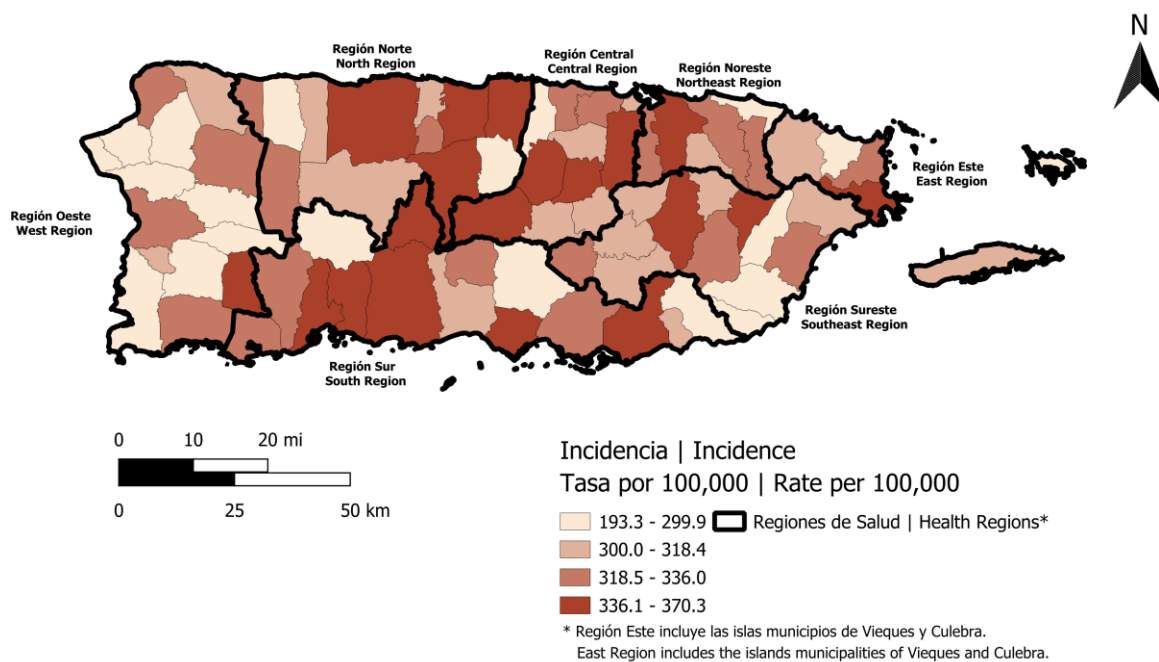 N
Región Norte
North Region
Región Central
Central Region
Región Noreste
Northeast Region
Región Este
East Region
Región Oeste
West Region
Región Sureste
Southeast Region
Región Sur
South Region
0 10 20 mi
0 25 50 km
Incidencia | Incidence
Tasa por 100,000 | Rate per 100,000
193.3 - 299.9 Regiones de Salud | Health Regions*
300.0 - 318.4
318.5 - 336.0
336.1 - 370.3
* Región Este incluye las islas municipios de Vieques y Culebra.
East Region includes the islands municipalities of Vieques and Culebra.